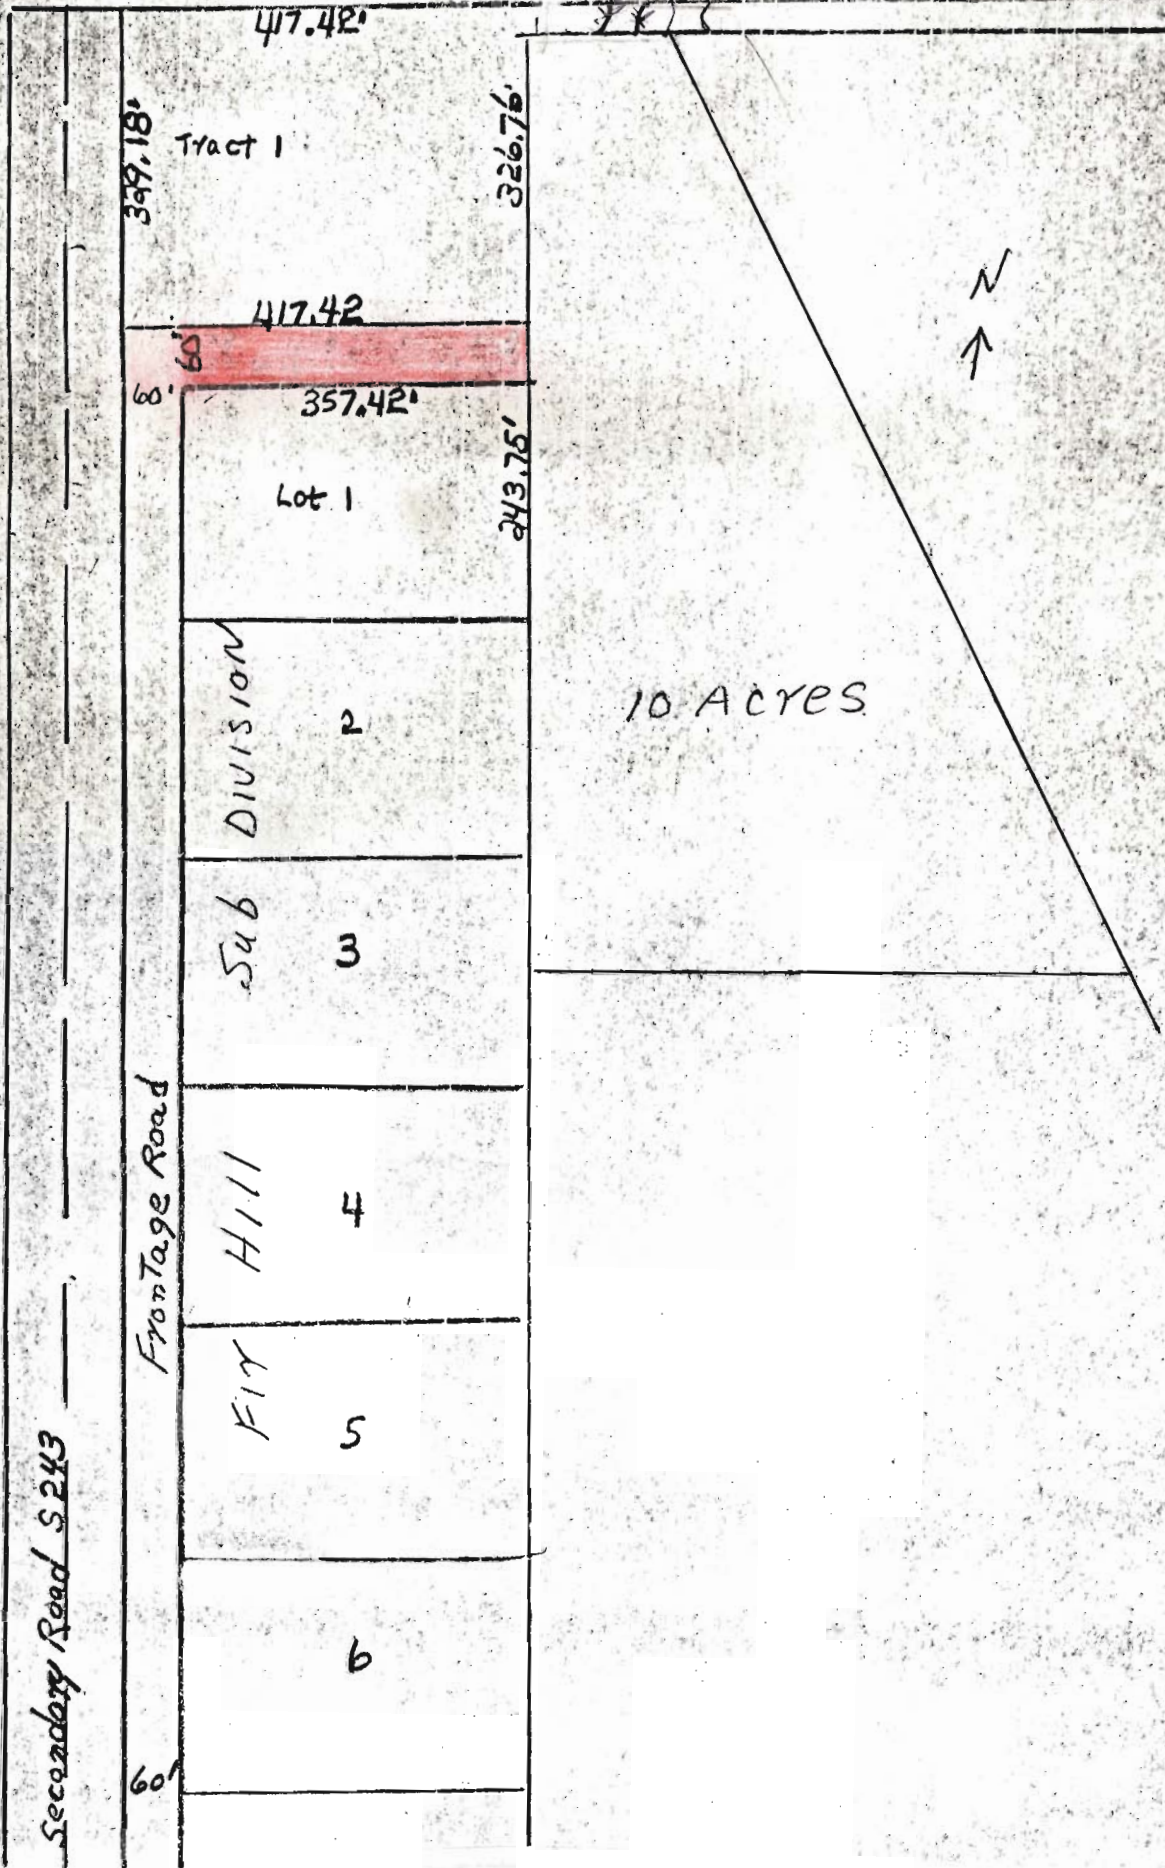 417.42'
329.18'
Tract 1
326.76'
N
417.42
60'
60'
357.42'
Lot 1
243.75'
10 Acres
2
3
4
5
6
Fir Hill Sub DIVISION
Frontage Road
Secondary Road S 243
60'